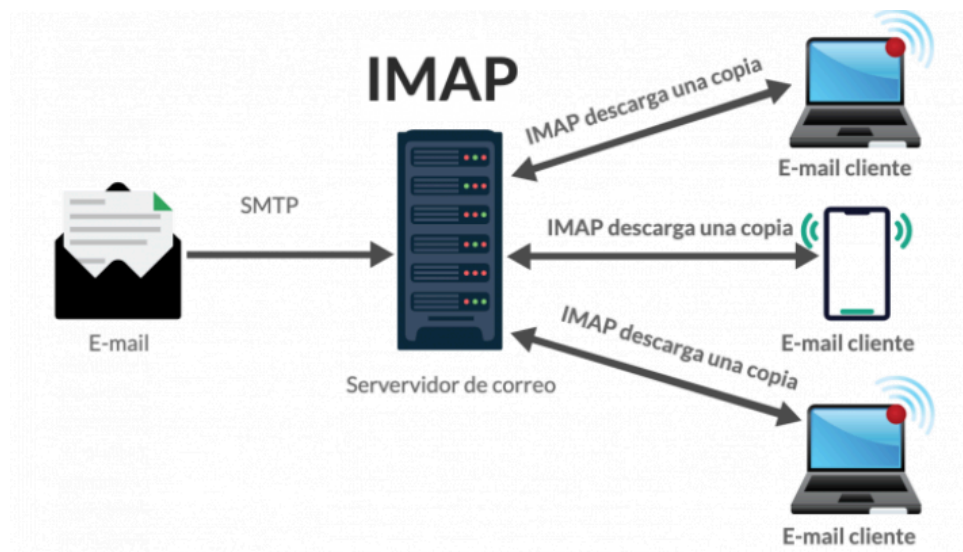 IMAP
SMTP
E-mail
Servervidor de correo
IMAP descarga una copia
E-mail cliente
IMAP descarga una copia
E-mail cliente
IMAP descarga una copia
E-mail cliente